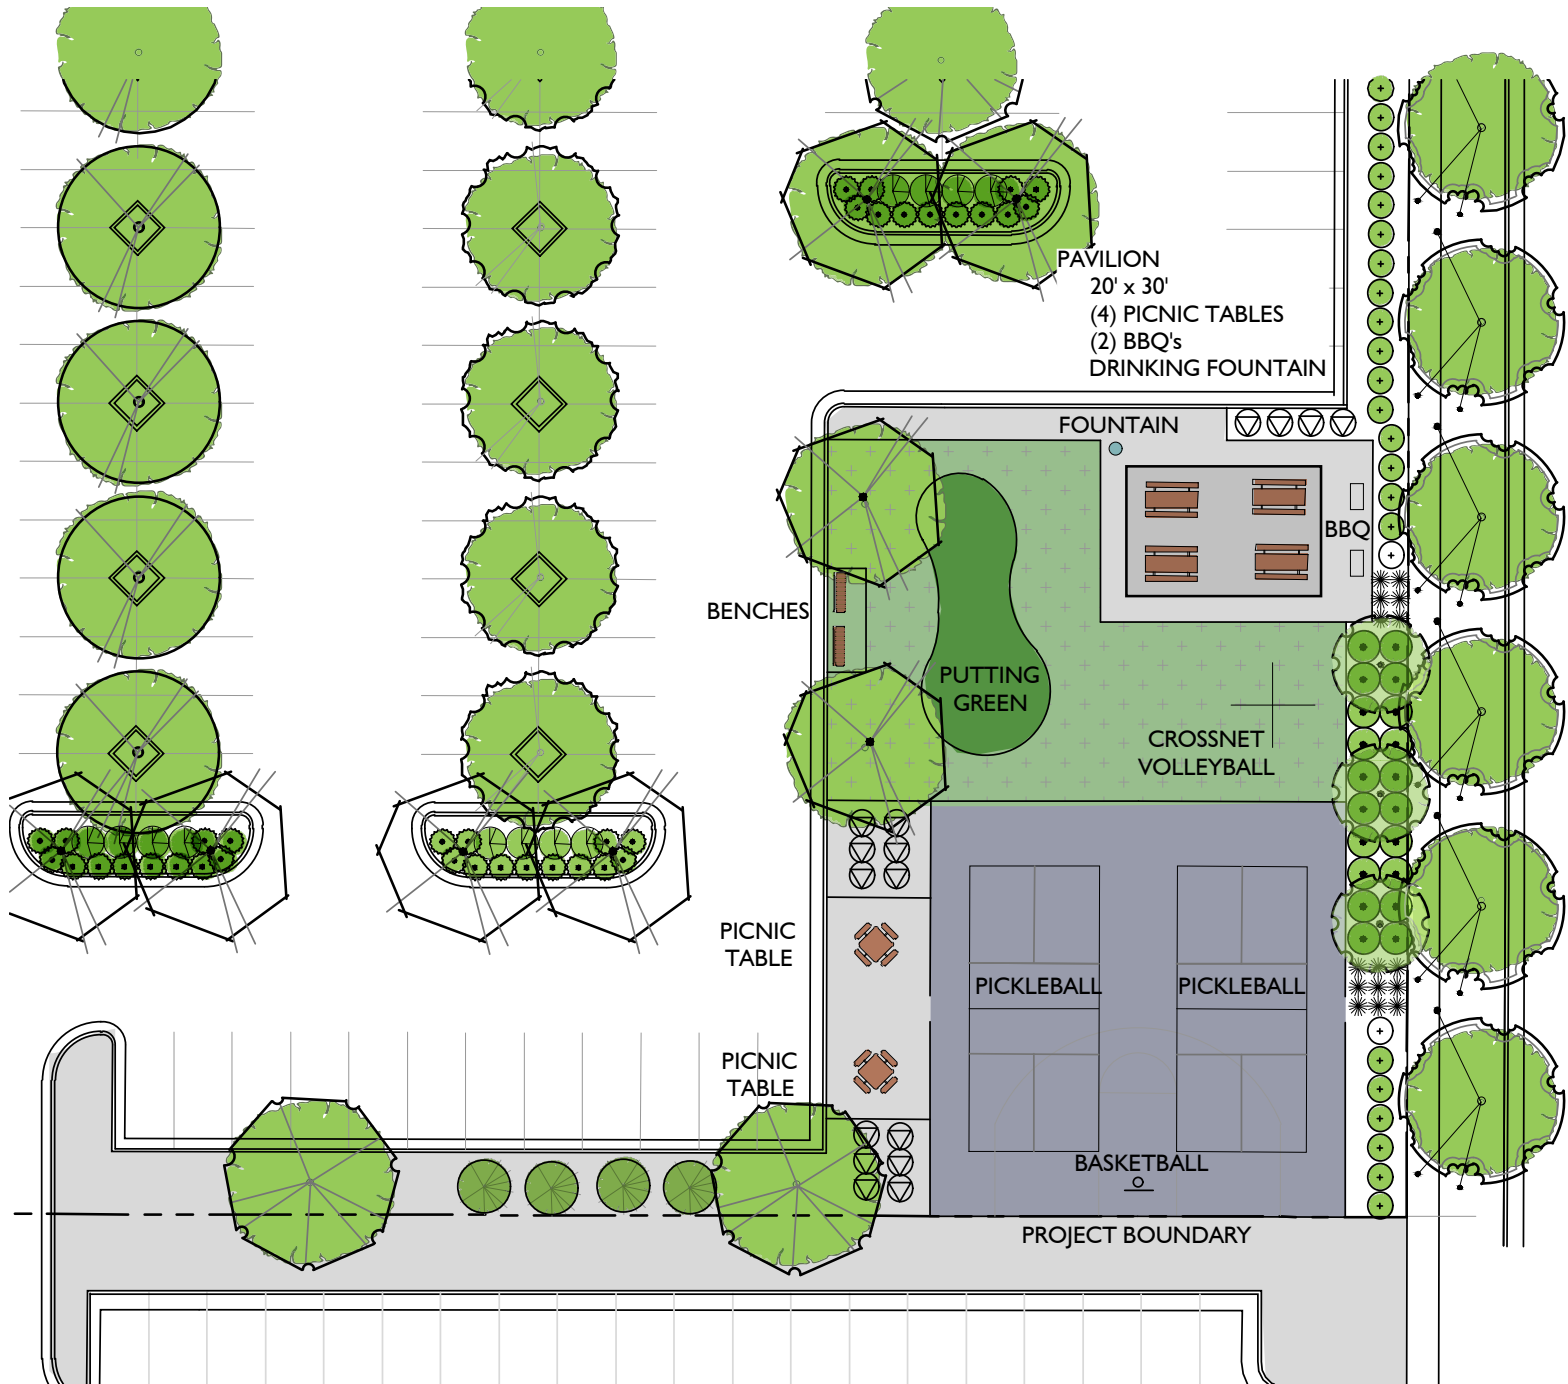 PAVILION
20' x 30'
(4) PICNIC TABLES
(2) BBQ's
DRINKING FOUNTAIN
FOUNTAIN
BBQ
BENCHES
PUTTING
GREEN
CROSSNET
VOLLEYBALL
PICNIC
TABLE
PICKLEBALL
PICKLEBALL
PICNIC
TABLE
BASKETBALL
PROJECT BOUNDARY